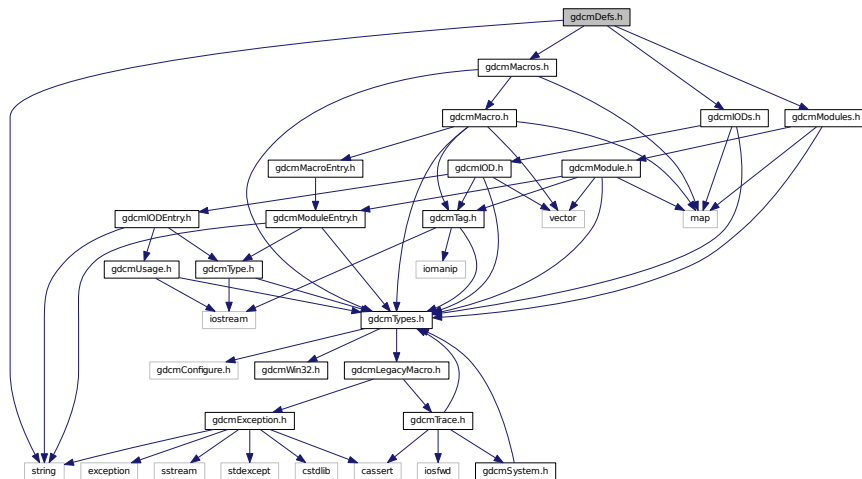 gdcmDefs.h
gdcmMacros.h
gdcmMacro.h
gdcmIODs.h
gdcmModules.h
gdcmMacroEntry.h
gdcmIOD.h
gdcmModule.h
gdcmIODEntry.h
gdcmModuleEntry.h
gdcmTag.h
vector
map
gdcmUsage.h
gdcmType.h
iomanip
iostream
gdcmTypes.h
gdcmConfigure.h
gdcmWin32.h
gdcmLegacyMacro.h
gdcmException.h
gdcmTrace.h
string
exception
sstream
stdexcept
cstdlib
cassert
iosfwd
gdcmSystem.h